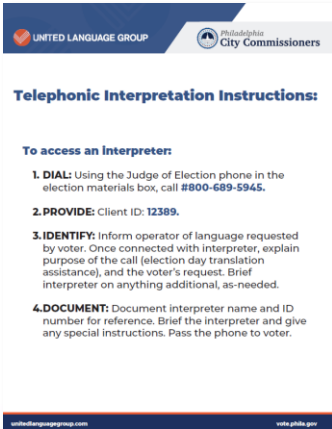 UNITED LANGUAGE GROUP
Philadelphia
City Commissioners
Telephonic Interpretation Instructions:
To access an interpreter:
1. DIAL: Using the Judge of Election phone in the
election materials box, call #800-689-5945.
2. PROVIDE: Client ID: 12389.
3. IDENTIFY: Inform operator of language requested
by voter. Once connected with interpreter, explain
purpose of the call (election day translation
assistance), and the voter's request. Brief
interpreter on anything additional, as-needed.
4. DOCUMENT: Document interpreter name and ID
number for reference. Brief the interpreter and give
any special instructions. Pass the phone to voter.
unitedlanguagegroup.com
vote.phila.gov